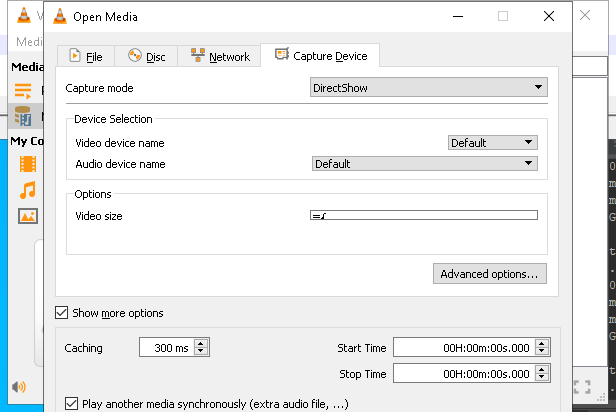 Open Media
V
Medi
File
Disc
Network
Capture Device
Media
Capture mode
DirectShow
Device Selection
Video device name
Default
My Co
Audio device name
Default
Options
Video size
Advanced options...
Show more options
Caching
300 ms
Start Time
00H:00m:00s.000
Stop Time
00H:00m:00s.000
Play another media synchronously (extra audio file, ...)